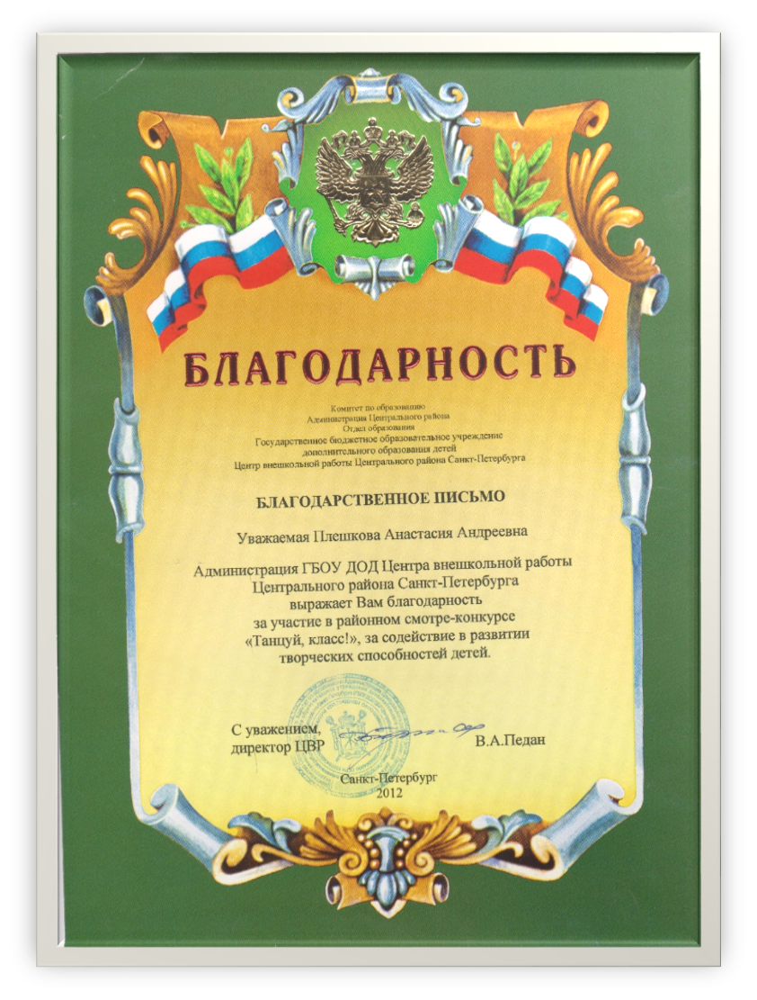 БЛАГОДАРНОСТЬ
Комитет по образованию
Администрация Центрального района
Отдел образования
Государственное бюджетное образовательное учреждение
дополнительного образования детей
Центр внешкольной работы Центрального района Санкт-Петербурга
БЛАГОДАРСТВЕННОЕ ПИСЬМО
Уважаемая Плешкова Анастасия Андреевна
Администрация ГБОУ ДОД Центра внешкольной работы
Центрального района Санкт-Петербурга
выражает Вам благодарность
за участие в районном смотре-конкурсе
«Танцуй, класс!», за содействие в развитии
творческих способностей детей.
С уважением,
директор ЦВР В.А.Педан
Санкт-Петербург
2012